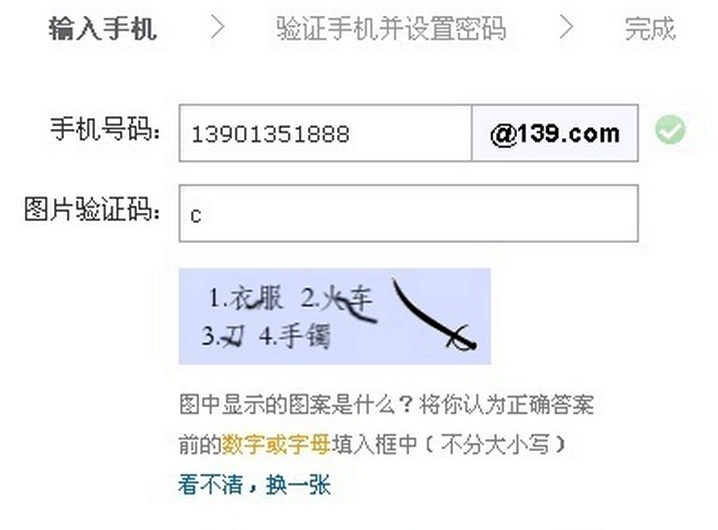 输入手机 > 验证手机并设置密码 > 完成
手机号码： 13901351888 @139.com
图片验证码： c
1.衣服 2.火车
3.刀 4.手镯
图中显示的图案是什么？将你认为正确答案
前的数字或字母填入框中（不分大小写）
看不清，换一张